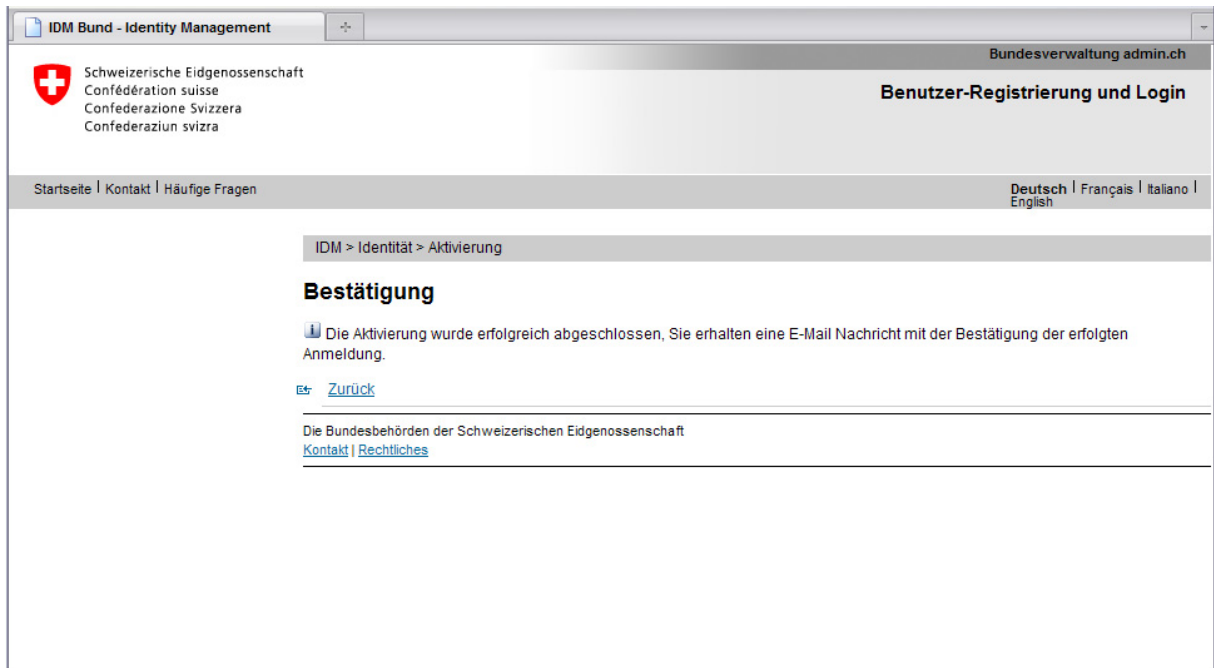 IDM Bund - Identity Management
Bundesverwaltung admin.ch
Schweizerische Eidgenossenschaft
Confédération suisse
Confederazione Svizzera
Confederaziun svizra
Benutzer-Registrierung und Login
Startseite | Kontakt | Häufige Fragen
Deutsch | Français | Italiano |
English
IDM > Identität > Aktivierung
Bestätigung
Die Aktivierung wurde erfolgreich abgeschlossen, Sie erhalten eine E-Mail Nachricht mit der Bestätigung der erfolgten
Anmeldung.
Zurück
Die Bundesbehörden der Schweizerischen Eidgenossenschaft
Kontakt | Rechtliches